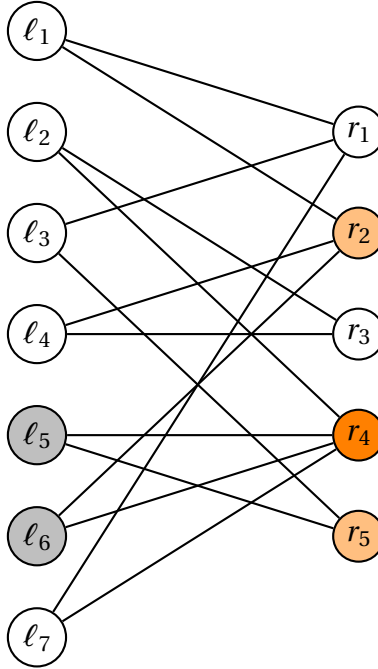 ℓ₁
ℓ₂
r₁
ℓ₃
r₂
ℓ₄
r₃
ℓ₅
r₄
ℓ₆
r₅
ℓ₇